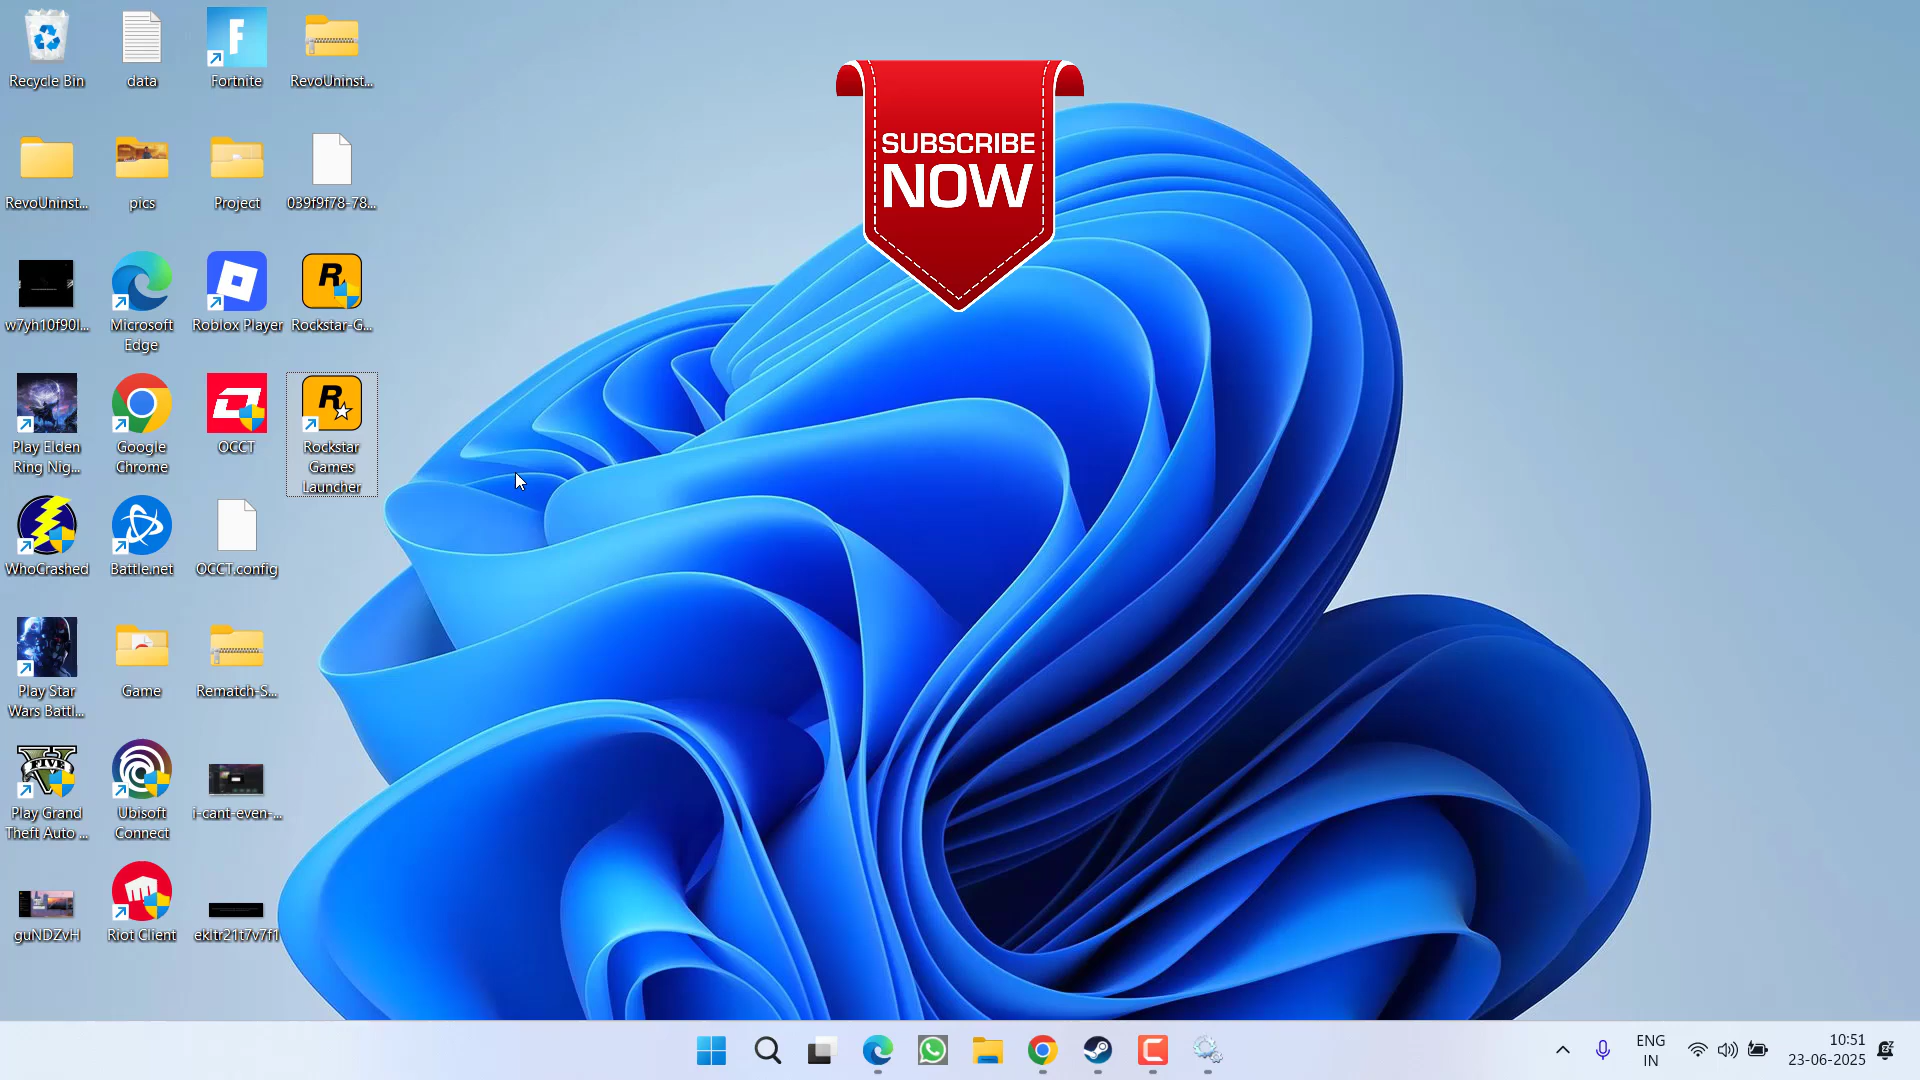 Recycle Bin
data
Fortnite
RevoUninst...
RevoUninst...
pics
Project
039f9f78-78...
w7yh10f90l...
Microsoft
Edge
Roblox Player
Rockstar-G...
Play Elden
Ring Nig...
Google
Chrome
OCCT
Rockstar
Games
Launcher
WhoCrashed
Battle.net
OCCT.config
Play Star
Wars Battl...
Game
Rematch-S...
FIVE
Play Grand
Theft Auto ...
Ubisoft
Connect
i-cant-even-...
guNDZvH
Riot Client
ekltr21t7v7f1
SUBSCRIBE
NOW
ENG
IN
10:51
23-06-2025